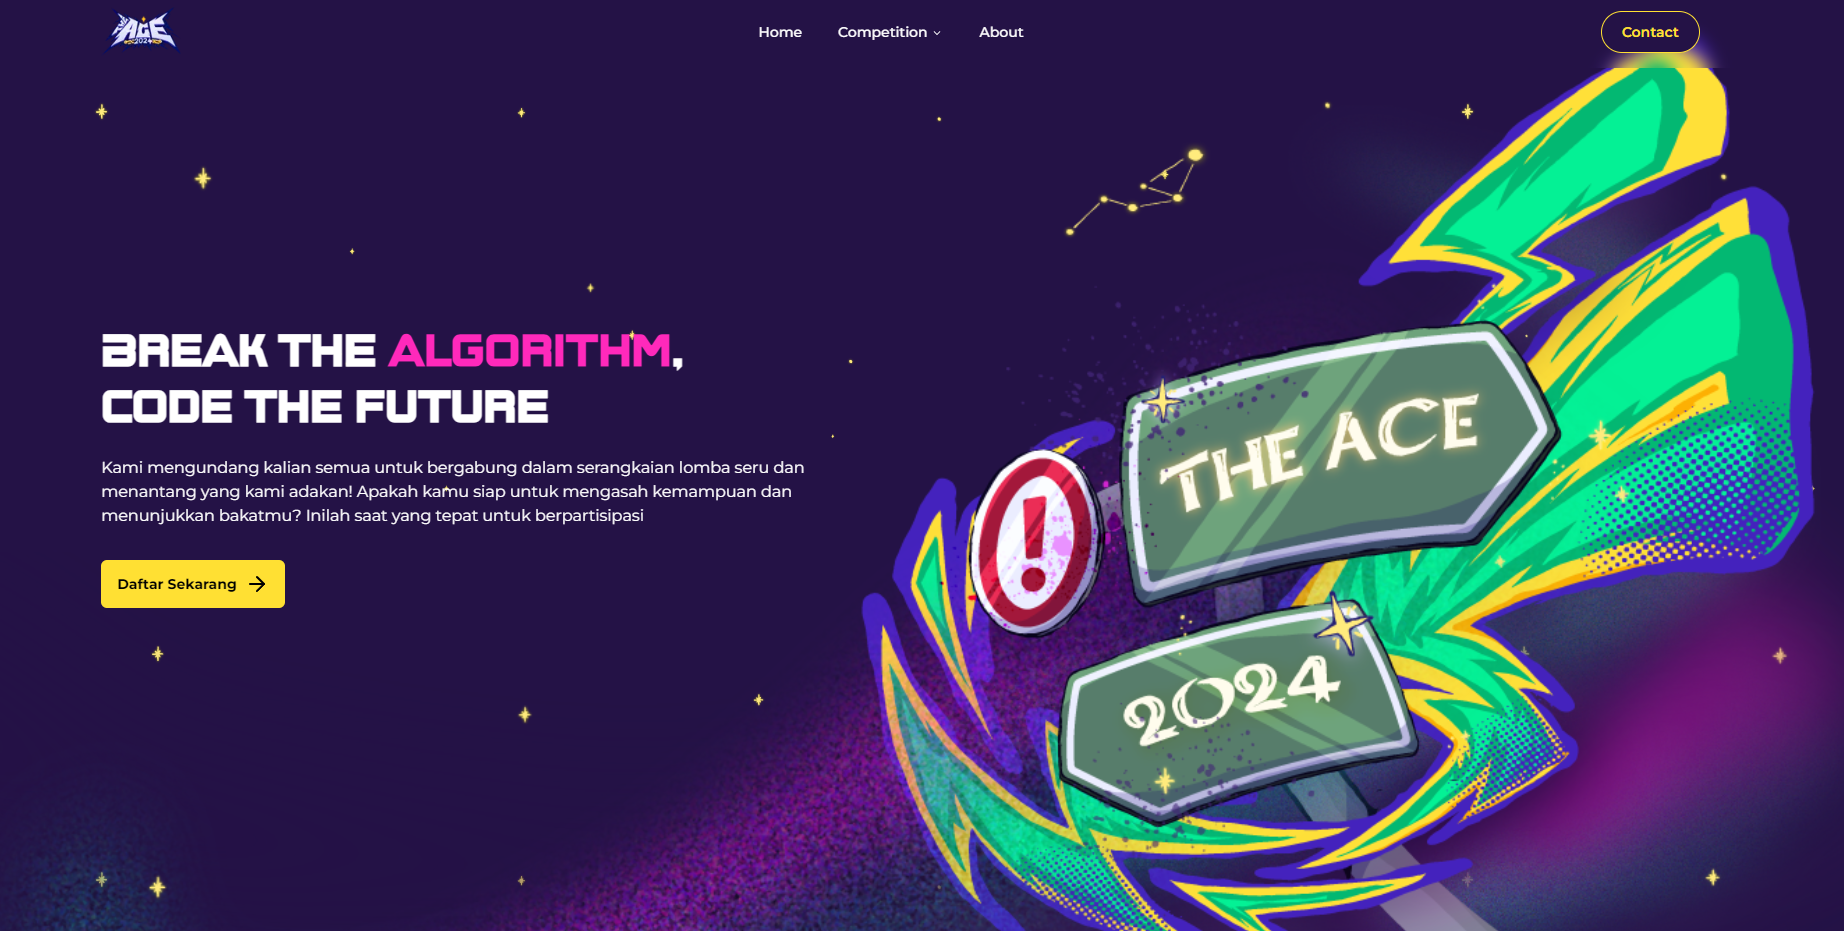 THE ACE
2024
Home
Competition
About
Contact
BREAK THE ALGORITHM,
CODE THE FUTURE
Kami mengundang kalian semua untuk bergabung dalam serangkaian lomba seru dan
menantang yang kami adakan! Apakah kamu siap untuk mengasah kemampuan dan
menunjukkan bakatmu? Inilah saat yang tepat untuk berpartisipasi
Daftar Sekarang
!
THE ACE
2024